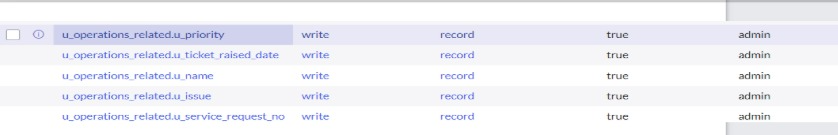 u_operations_related.u_priority write record true admin
u_operations_related.u_ticket_raised_date write record true admin
u_operations_related.u_name write record true admin
u_operations_related.u_issue write record true admin
u_operations_related.u_service_request_no write record true admin